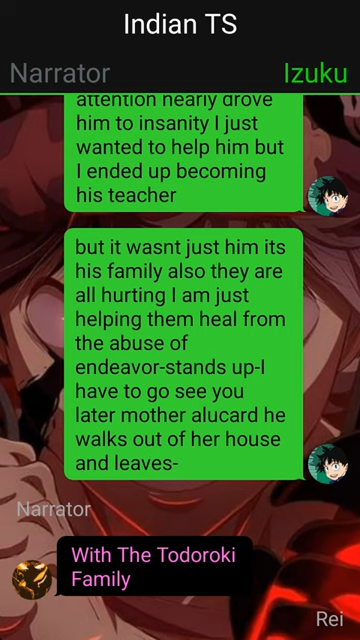 Indian TS
Narrator
Izuku
attention nearly drove
him to insanity I just
wanted to help him but
I ended up becoming
his teacher
but it wasnt just him its
his family also they are
all hurting I am just
helping them heal from
the abuse of
endeavor-stands up-I
have to go see you
later mother alucard he
walks out of her house
and leaves-
Narrator
With The Todoroki
Family
Rei